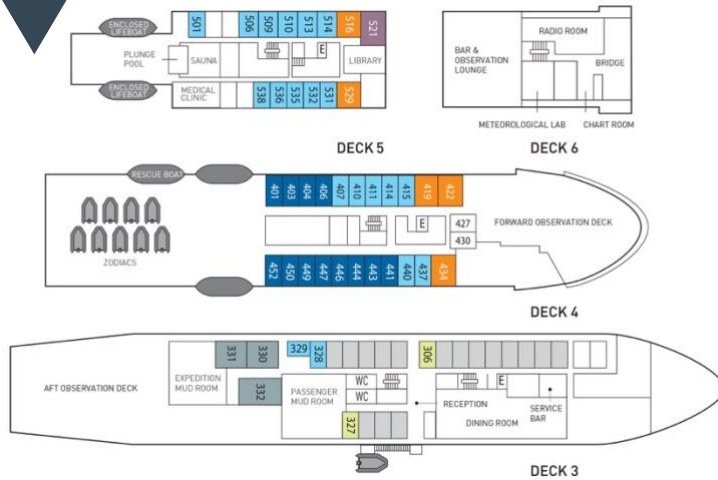 ENCLOSED
LIFEBOAT
501
506
509
510
513
514
516
521
PLUNGE
POOL
SAUNA
E
LIBRARY
ENCLOSED
LIFEBOAT
MEDICAL
CLINIC
538
536
535
532
531
529
DECK 5
BAR &
OBSERVATION
LOUNGE
RADIO ROOM
BRIDGE
METEOROLOGICAL LAB
CHART ROOM
DECK 6
RESCUE BOAT
401
403
404
406
407
410
411
414
415
419
422
ZODIACS
E
427
430
FORWARD OBSERVATION DECK
452
450
449
447
446
444
443
441
440
437
434
DECK 4
331
330
329
328
306
AFT OBSERVATION DECK
EXPEDITION
MUD ROOM
332
PASSENGER
MUD ROOM
WC
WC
E
RECEPTION
DINING ROOM
SERVICE
BAR
327
DECK 3